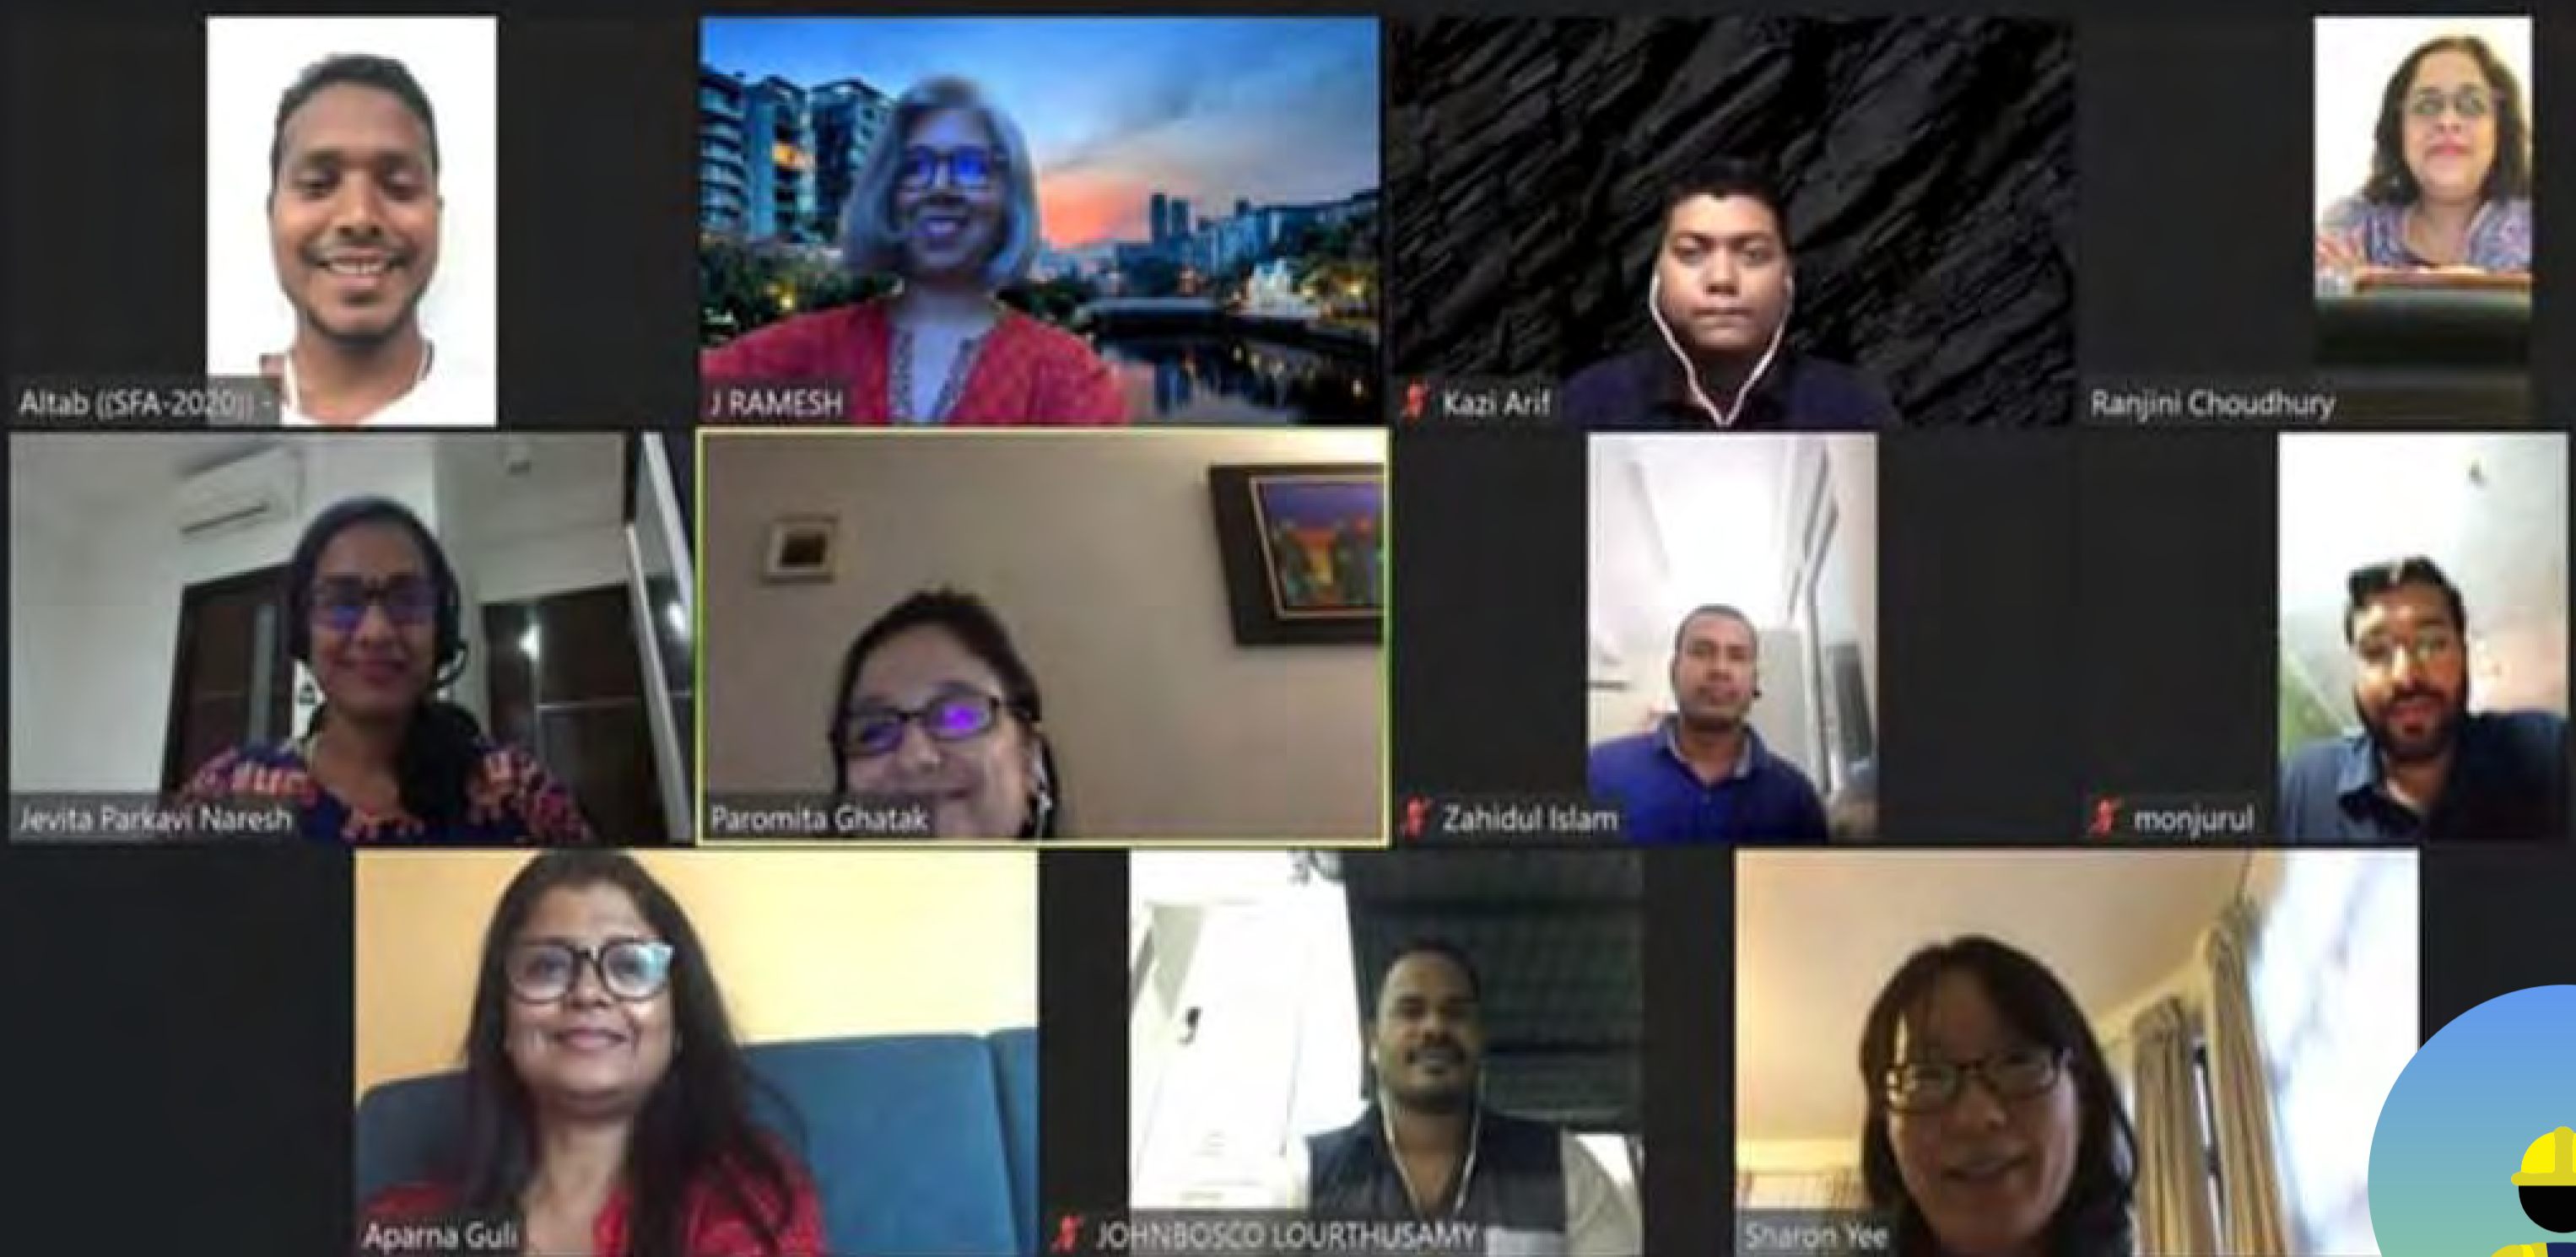 Altab ((SFA-2020)) -
J RAMESH
Kazi Arif
Ranjini Choudhury
Jevita Parkavi Naresh
Paromita Ghatak
Zahidul Islam
monjurul
Aparna Guli
JOHNBOSCO LOURTHUSAMY
Sharon Yee